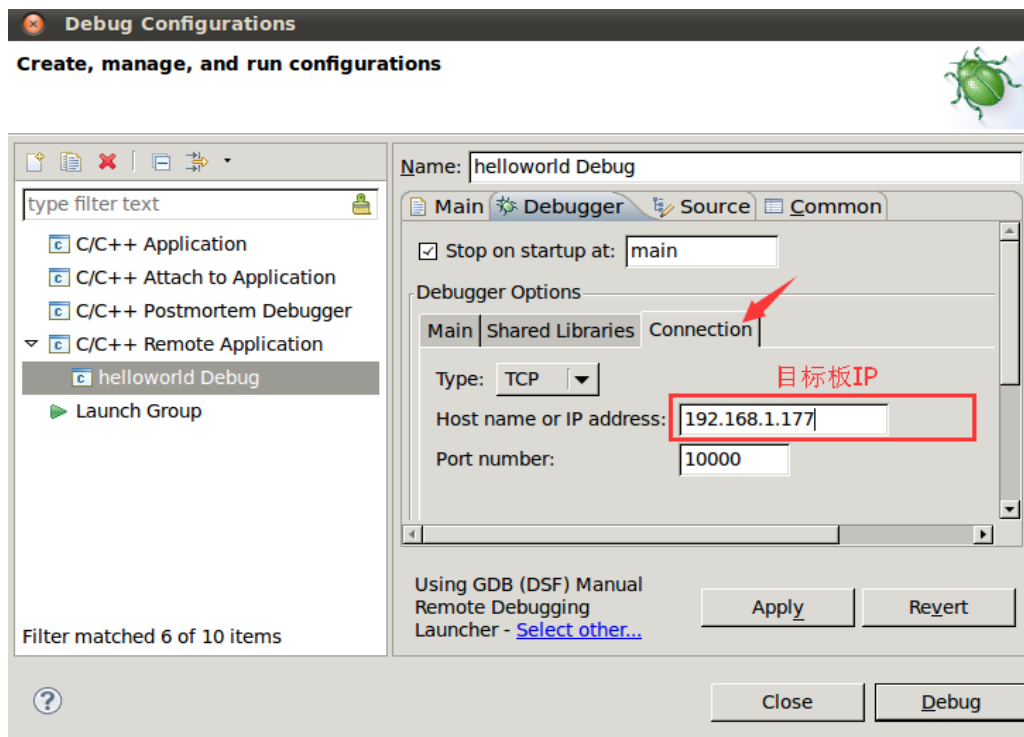 Debug Configurations
Create, manage, and run configurations
type filter text
C/C++ Application
C/C++ Attach to Application
C/C++ Postmortem Debugger
C/C++ Remote Application
helloworld Debug
Launch Group
Filter matched 6 of 10 items
Name: helloworld Debug
Main Debugger Source Common
Stop on startup at: main
Debugger Options
Main Shared Libraries Connection
Type: TCP
目标板IP
Host name or IP address: 192.168.1.177
Port number: 10000
Using GDB (DSF) Manual
Remote Debugging
Launcher - Select other...
Apply Revert
Close Debug